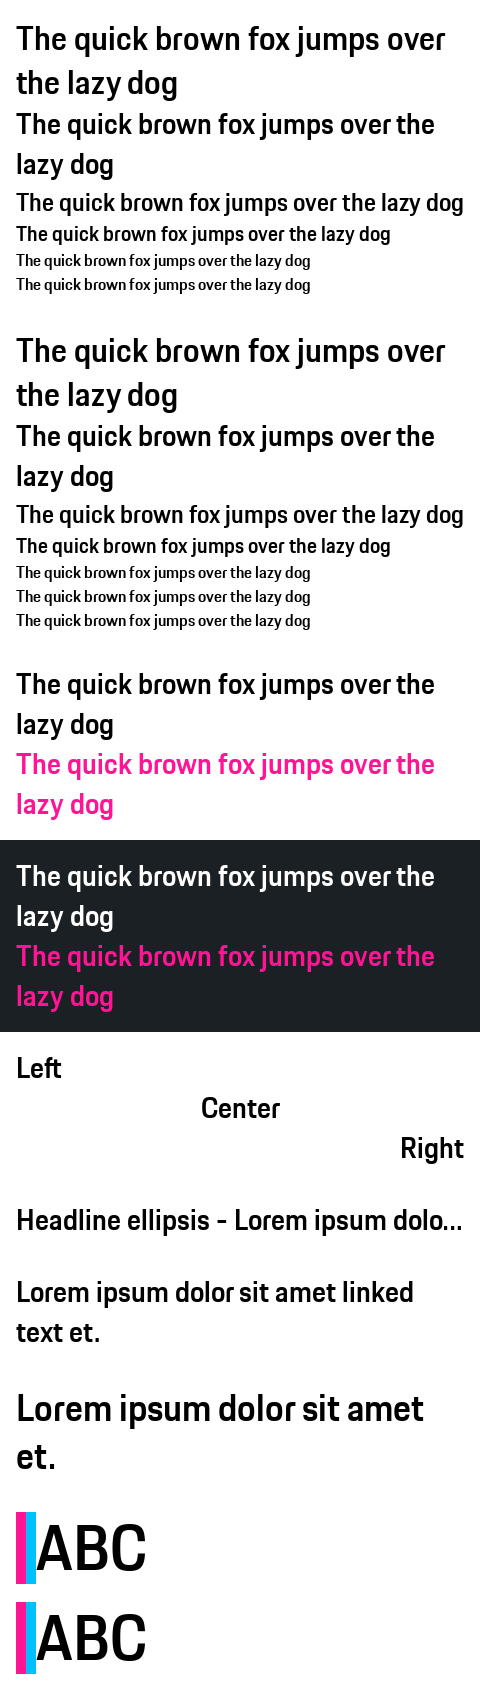 The quick brown fox jumps over
the lazy dog
The quick brown fox jumps over the
lazy dog
The quick brown fox jumps over the lazy dog
The quick brown fox jumps over the lazy dog
The quick brown fox jumps over the lazy dog
The quick brown fox jumps over the lazy dog
The quick brown fox jumps over
the lazy dog
The quick brown fox jumps over the
lazy dog
The quick brown fox jumps over the lazy dog
The quick brown fox jumps over the lazy dog
The quick brown fox jumps over the lazy dog
The quick brown fox jumps over the lazy dog
The quick brown fox jumps over the lazy dog
The quick brown fox jumps over the
lazy dog
The quick brown fox jumps over the
lazy dog
The quick brown fox jumps over the
lazy dog
The quick brown fox jumps over the
lazy dog
Left
Center
Right
Headline ellipsis - Lorem ipsum dolo...
Lorem ipsum dolor sit amet linked
text et.
Lorem ipsum dolor sit amet
et.
ABC
ABC